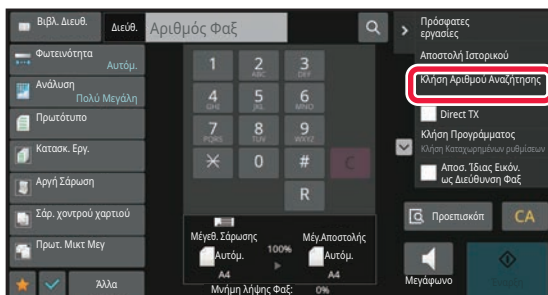 Βιβλ. Διευθ.
Διεύθ.
Αριθμός Φαξ
Φωτεινότητα
Αυτόμ.
Ανάλυση
Πολύ Μεγάλη
Πρωτότυπο
Κατασκ. Εργ.
Αργή Σάρωση
Σάρ. χοντρού χαρτιού
Πρωτ. Μικτ Μεγ
Άλλα
1
2 ABC
3 DEF
4 GHI
5 JKL
6 MNO
7 PQRS
8 TUV
9 WXYZ
0
#
C
R
Μέγεθ. Σάρωσης
Αυτόμ.
A4
100%
Μέγ.Αποστολής
Αυτόμ.
A4
Μνήμη λήψης Φαξ: 0%
Πρόσφατες
εργασίες
Αποστολή Ιστορικού
Κλήση Αριθμού Αναζήτησης
Direct TX
Κλήση Προγράμματος
Κλήση Καταχωρημένων ρυθμίσεων
Αποσ. Ίδιας Εικόν.
ως Διεύθυνση Φαξ
Προεπισκόπ
CA
Μεγάφωνο